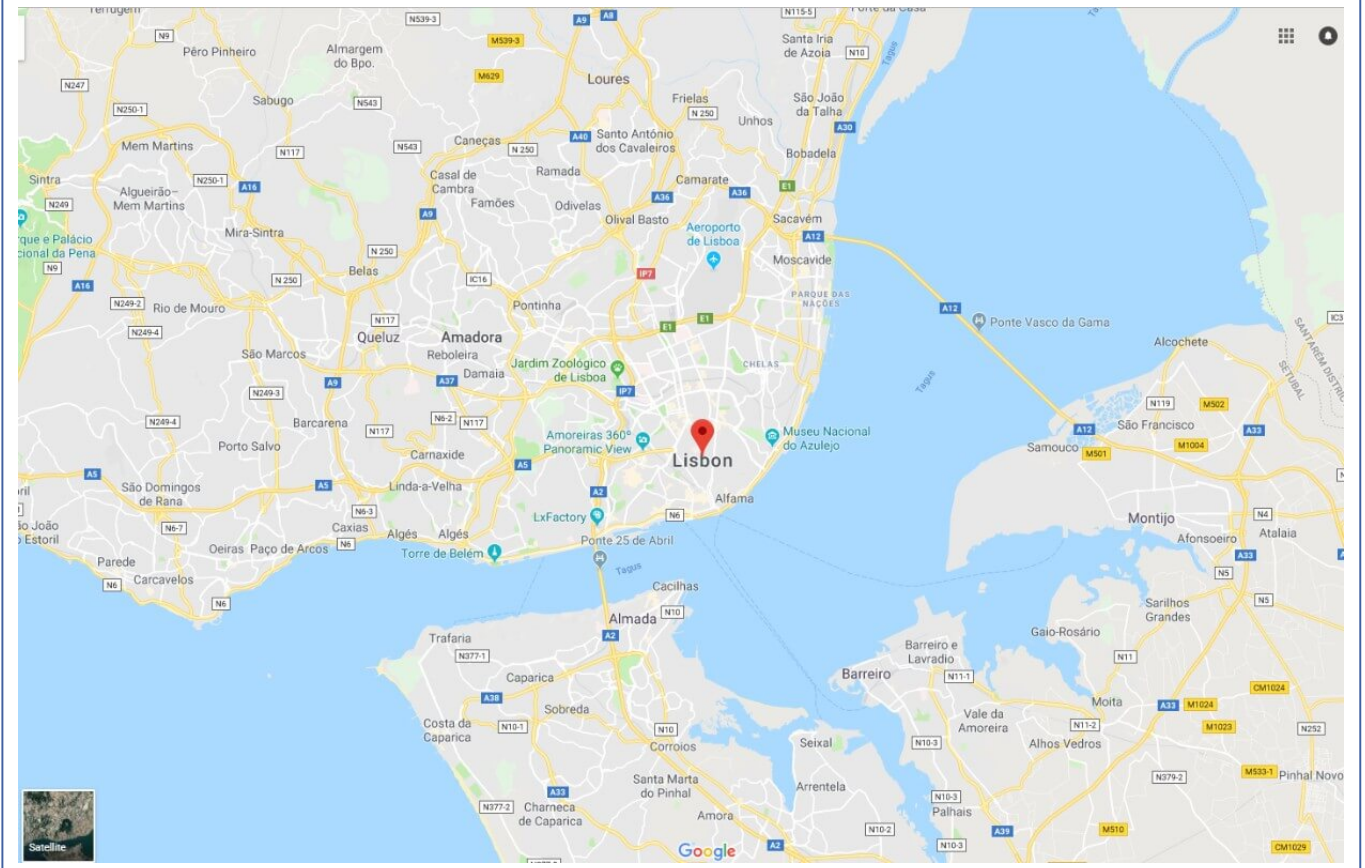 N539-3
A9
A8
N115-5
N9
Pêro Pinheiro
Almargem
do Bpo.
M539-3
Santa Iria
de Azoia
N10
Tagus
N247
M629
Loures
N250-1
Sabugo
N543
Frielas
N 250
Unhos
São João
da Talha
A30
Mem Martins
N117
N543
Caneças
N 250
A40
Santo António
dos Cavaleiros
Bobadela
Sintra
N249
Algueirão–
Mem Martins
N250-1
A16
Casal de
Cambra
Ramada
Camarate
A36
A36
E1
Famões
Odivelas
A9
Olival Basto
Sacavém
Aeroporto
de Lisboa
A12
Mira-Sintra
N 250
Moscavide
rque e Palácio
cional da Pena
N9
A16
Belas
N 250
IC16
IP7
PARQUE DAS
NAÇÕES
N249-2
Rio de Mouro
Pontinha
A12
Ponte Vasco da Gama
IC3
N249-4
N117
Queluz
Amadora
E1
E1
SANTARÉM DISTRIC
SETUBAL
Alcochete
São Marcos
Reboleira
Damaia
Jardim Zoológico
de Lisboa
CHELAS
A9
A37
IP7
Tagus
N249-3
N119
M502
N249-4
Barcarena
N117
N6-2
N117
Amoreiras 360°
Panoramic View
Museu Nacional
do Azulejo
A12
São Francisco
A33
Porto Salvo
Carnaxide
Lisbon
Samouco
M501
M1004
A5
São Domingos
de Rana
A5
A5
Linda-a-Velha
A2
Alfama
N6-3
LxFactory
N6
Montijo
N4
N6-7
Caxias
Algés
Algés
Ponte 25 de Abril
Afonsoeiro
Atalaia
ão João
o Estoril
Oeiras
Paço de Arcos
N6
Torre de Belém
Tagus
A33
Parede
Carcavelos
N6
N6
Cacilhas
N5
N5
Almada
N10
Sarilhos
Grandes
Trafaria
A2
Gaio-Rosário
N377-1
Barreiro e
Lavradio
N11
Caparica
Barreiro
N11-1
A38
CM1024
Sobreda
Moita
A33
M1024
Costa da
Caparica
N10-1
N10
Vale da
Amoreira
N11-2
M1023
N252
Corroios
Seixal
N10-3
Alhos Vedros
Santa Marta
do Pinhal
Arrentela
N379-2
M533-1
Pinhal Novo
A33
N10-3
Palhais
N377-2
Charneca
de Caparica
Amora
N10-2
A39
M510
Satellite
Google
A2
N10-3
CM1029